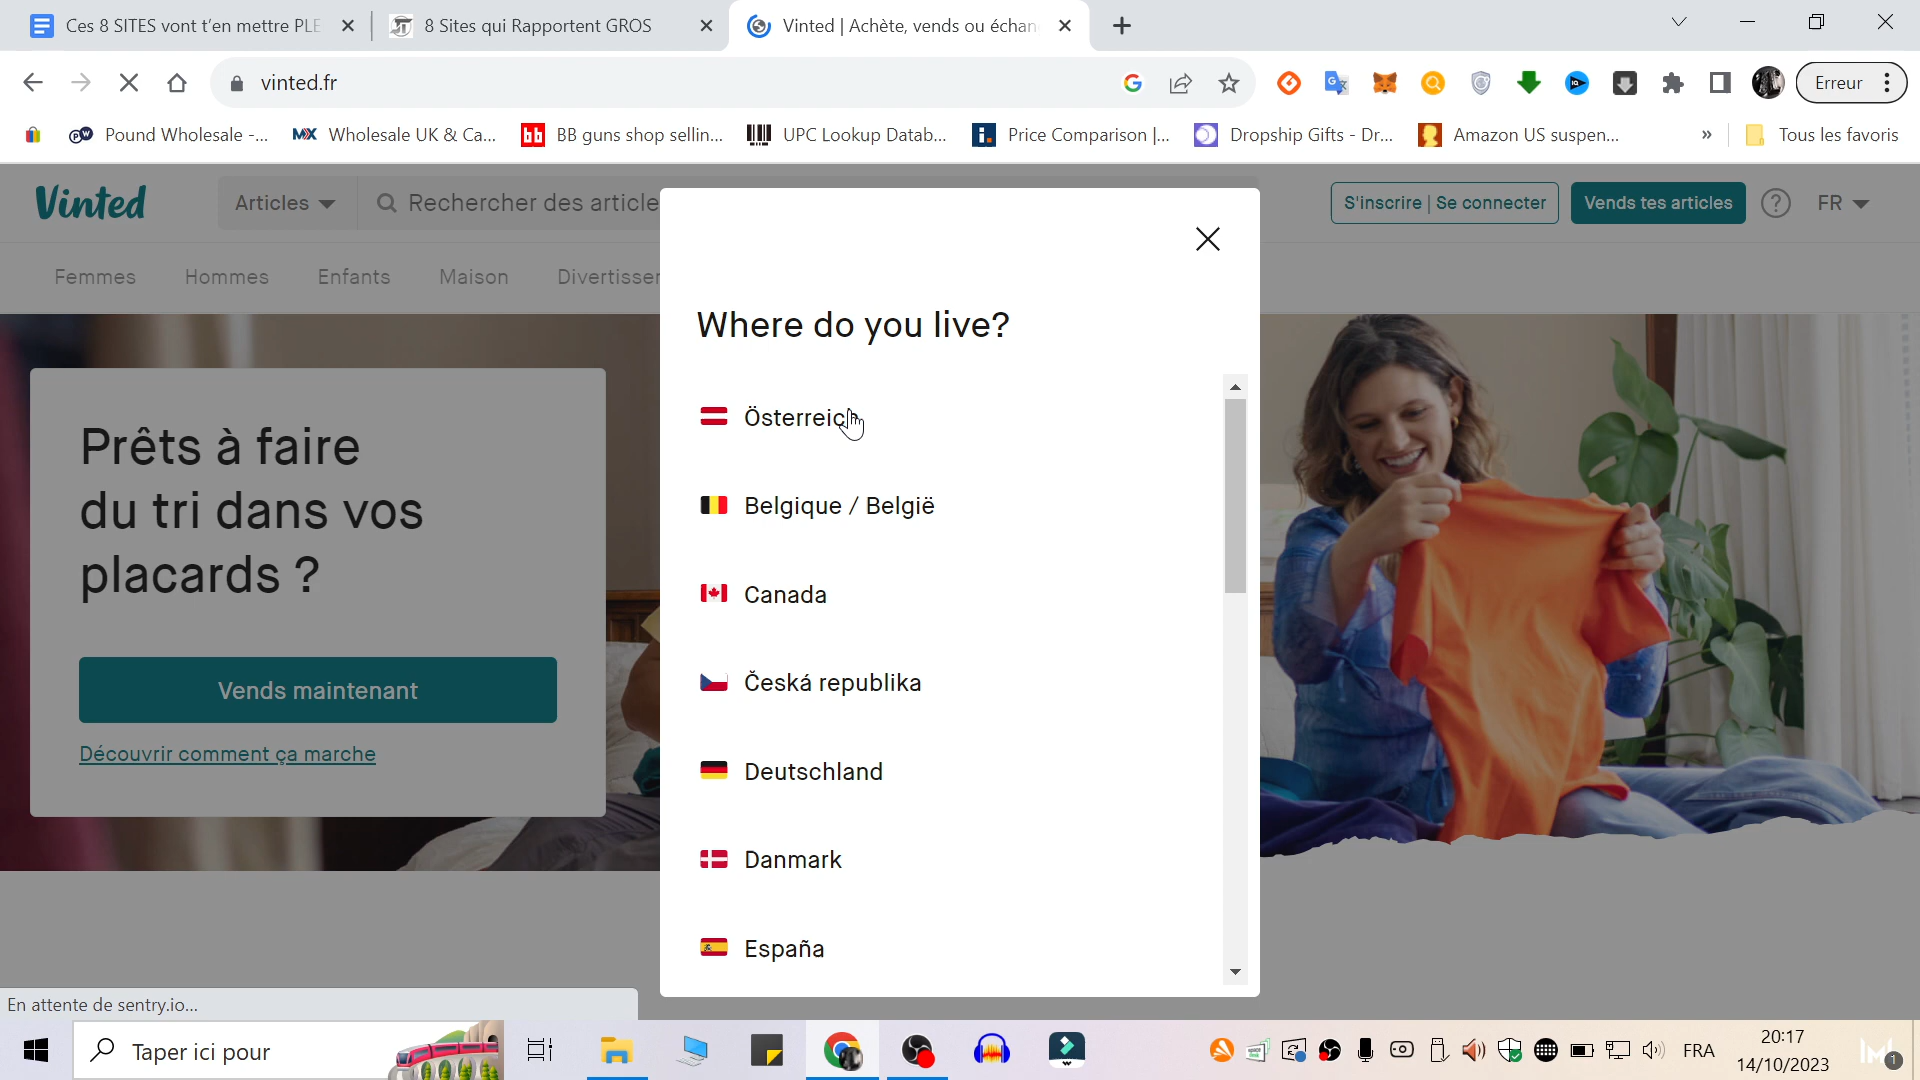 Ces 8 SITES vont t'en mettre PLE
8 Sites qui Rapportent GROS
Vinted | Achète, vends ou échan
vinted.fr
Erreur
Pound Wholesale -...
Wholesale UK & Ca...
BB guns shop sellin...
UPC Lookup Datab...
Price Comparison |...
Dropship Gifts - Dr...
Amazon US suspen...
»
Tous les favoris
Vinted
Articles
Rechercher des article
S'inscrire | Se connecter
Vends tes articles
?
FR
Femmes
Hommes
Enfants
Maison
Divertisser
Where do you live?
Österreich
Belgique / België
Canada
Česká republika
Deutschland
Danmark
España
Prêts à faire
du tri dans vos
placards ?
Vends maintenant
Découvrir comment ça marche
En attente de sentry.io...
Taper ici pour
FRA
20:17
14/10/2023
1